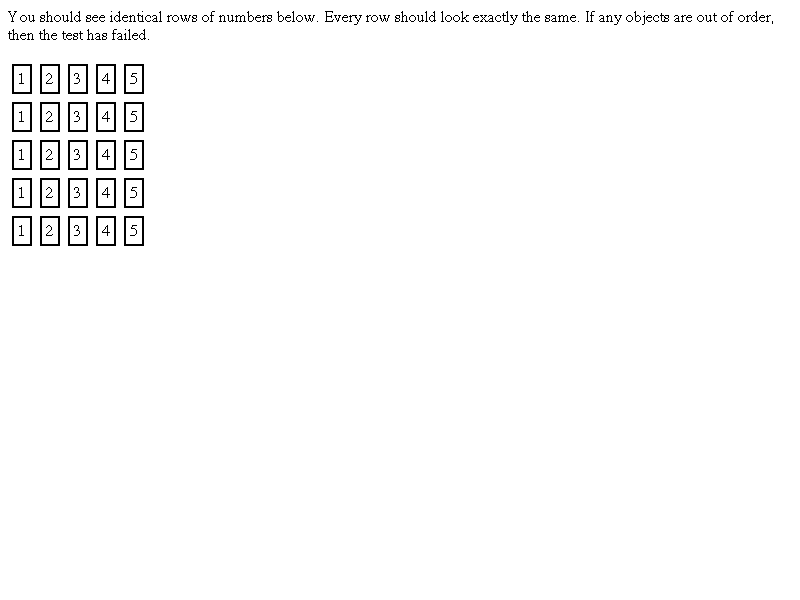 You should see identical rows of numbers below. Every row should look exactly the same. If any objects are out of order,
then the test has failed.
1 2 3 4 5
1 2 3 4 5
1 2 3 4 5
1 2 3 4 5
1 2 3 4 5